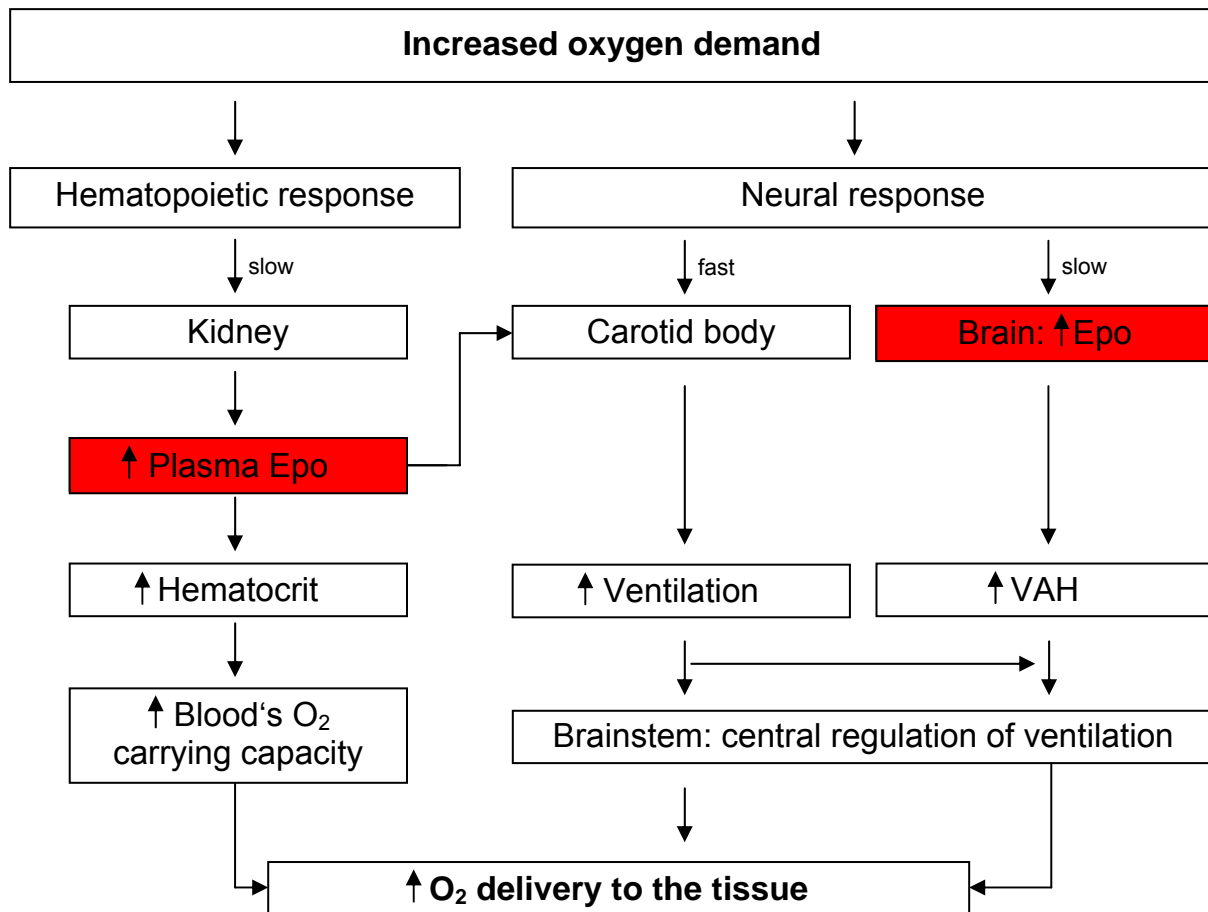 Increased oxygen demand
Hematopoietic response
Neural response
slow
fast
slow
Kidney
Carotid body
Brain: ↑Epo
↑ Plasma Epo
↑ Hematocrit
↑ Ventilation
↑ VAH
↑ Blood‘s O₂
carrying capacity
Brainstem: central regulation of ventilation
↑ O₂ delivery to the tissue